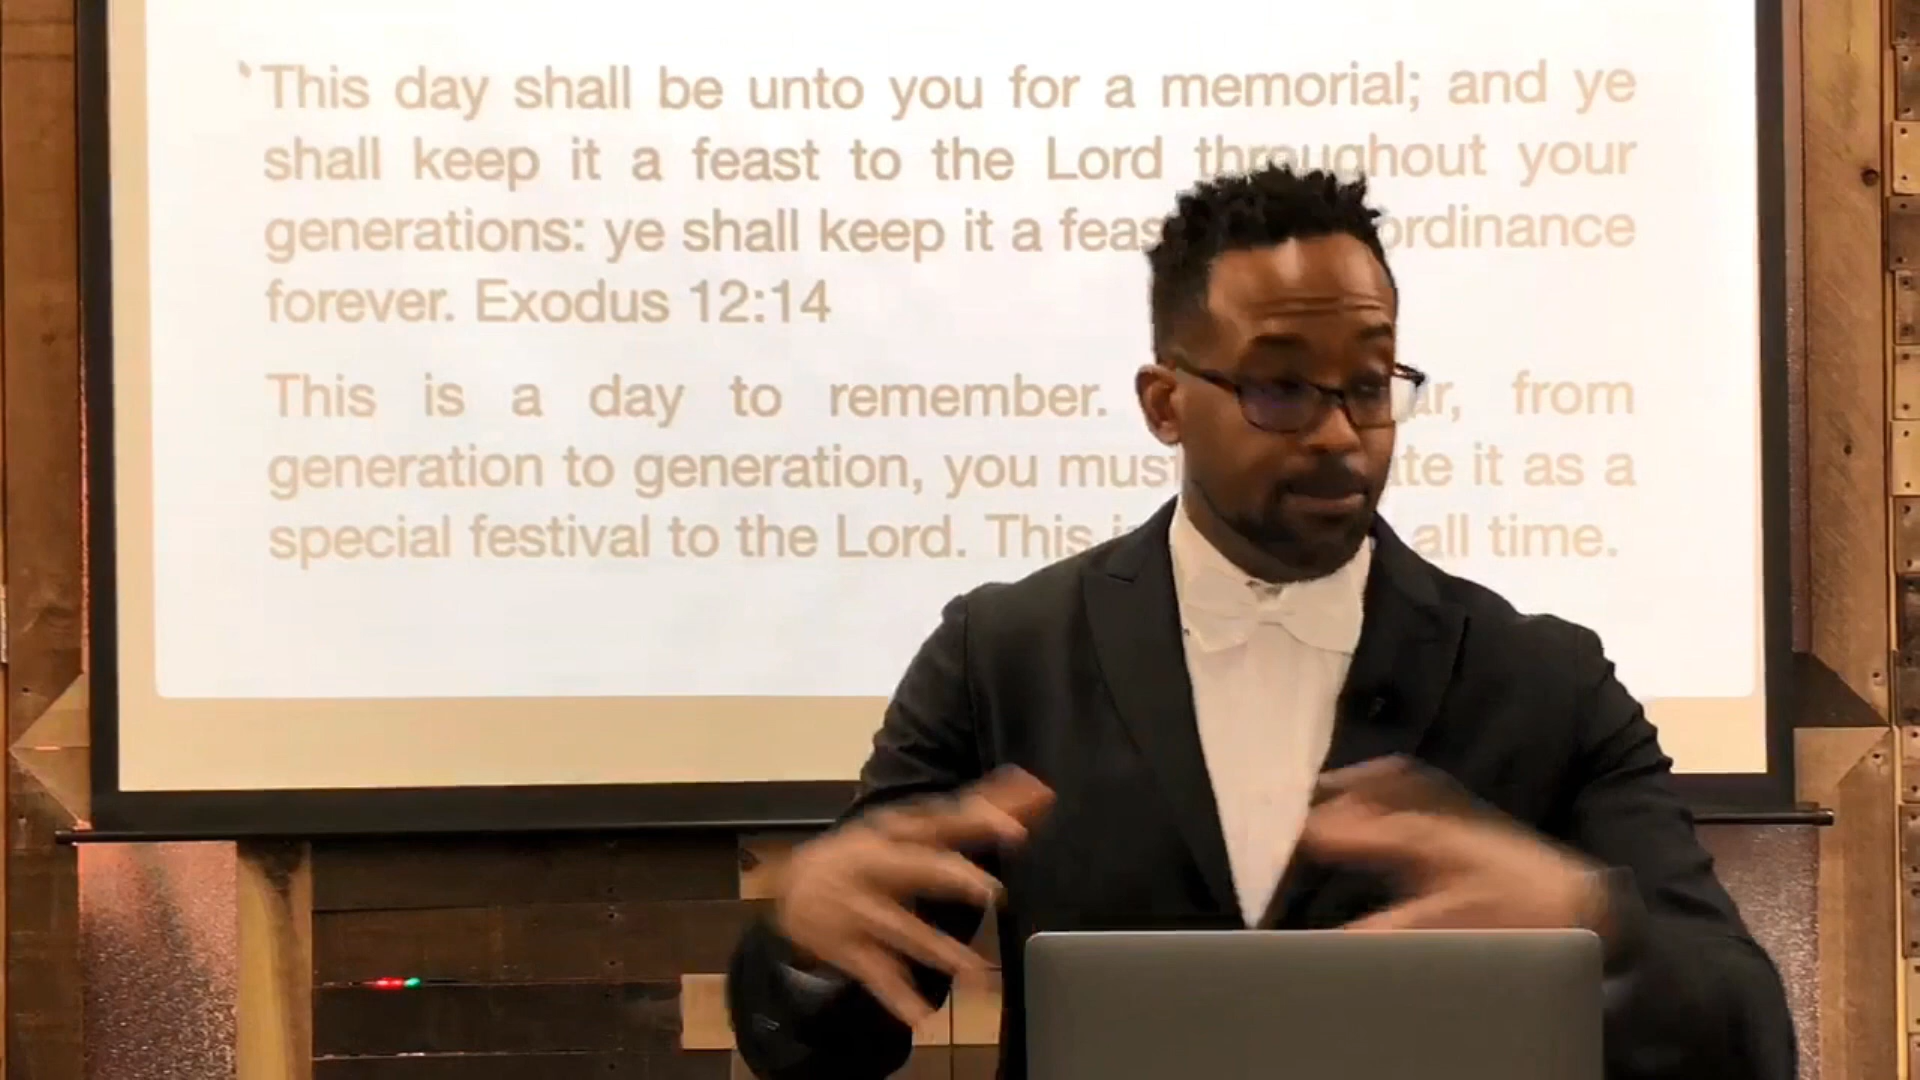 This day shall be unto you for a memorial; and ye
shall keep it a feast to the Lord throughout your
generations: ye shall keep it a feas ordinance
forever. Exodus 12:14
This is a day to remember. from
generation to generation, you must it as a
special festival to the Lord. This all time.